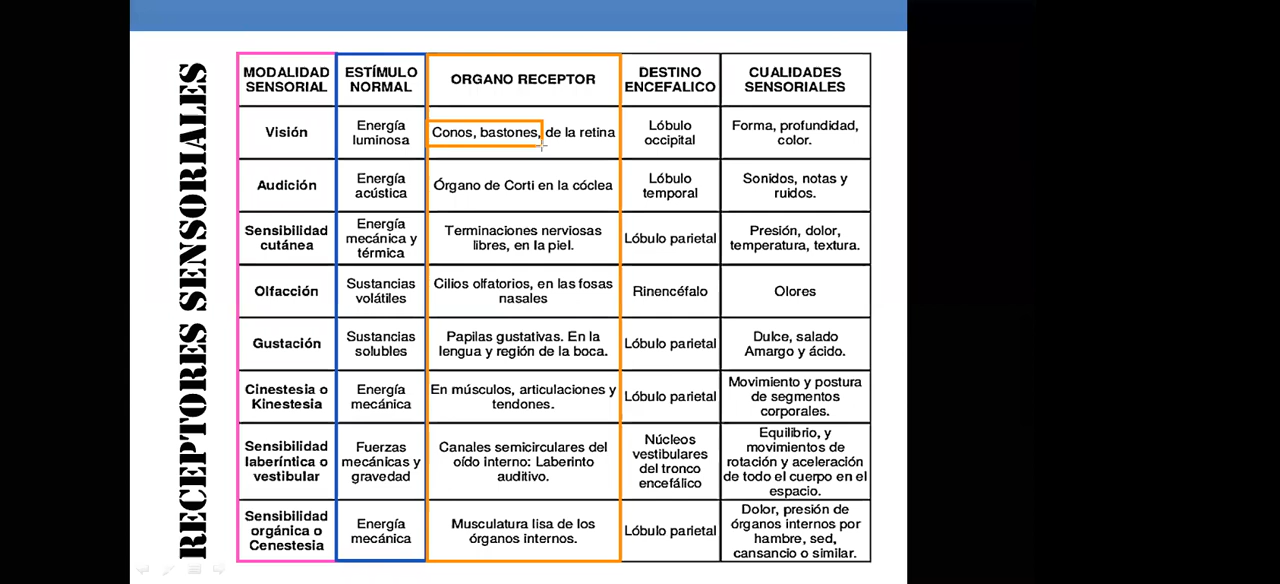 RECEPTORES SENSORIALES
MODALIDAD
SENSORIAL
ESTÍMULO
NORMAL
ORGANO RECEPTOR
DESTINO
ENCEFALICO
CUALIDADES
SENSORIALES
Visión
Energía
luminosa
Conos, bastones, de la retina
Lóbulo
occipital
Forma, profundidad,
color.
Audición
Energía
acústica
Órgano de Corti en la cóclea
Lóbulo
temporal
Sonidos, notas y
ruidos.
Sensibilidad
cutánea
Energía
mecánica y
térmica
Terminaciones nerviosas
libres, en la piel.
Lóbulo parietal
Presión, dolor,
temperatura, textura.
Olfacción
Sustancias
volátiles
Cilios olfatorios, en las fosas
nasales
Rinencéfalo
Olores
Gustación
Sustancias
solubles
Papilas gustativas. En la
lengua y región de la boca.
Lóbulo parietal
Dulce, salado
Amargo y ácido.
Cinestesia o
Kinestesia
Energía
mecánica
En músculos, articulaciones y
tendones.
Lóbulo parietal
Movimiento y postura
de segmentos
corporales.
Sensibilidad
laberíntica o
vestibular
Fuerzas
mecánicas y
gravedad
Canales semicirculares del
oído interno: Laberinto
auditivo.
Núcleos
vestibulares
del tronco
encefálico
Equilibrio, y
movimientos de
rotación y aceleración
de todo el cuerpo en el
espacio.
Sensibilidad
orgánica o
Cenestesia
Energía
mecánica
Musculatura lisa de los
órganos internos.
Lóbulo parietal
Dolor, presión de
órganos internos por
hambre, sed,
cansancio o similar.